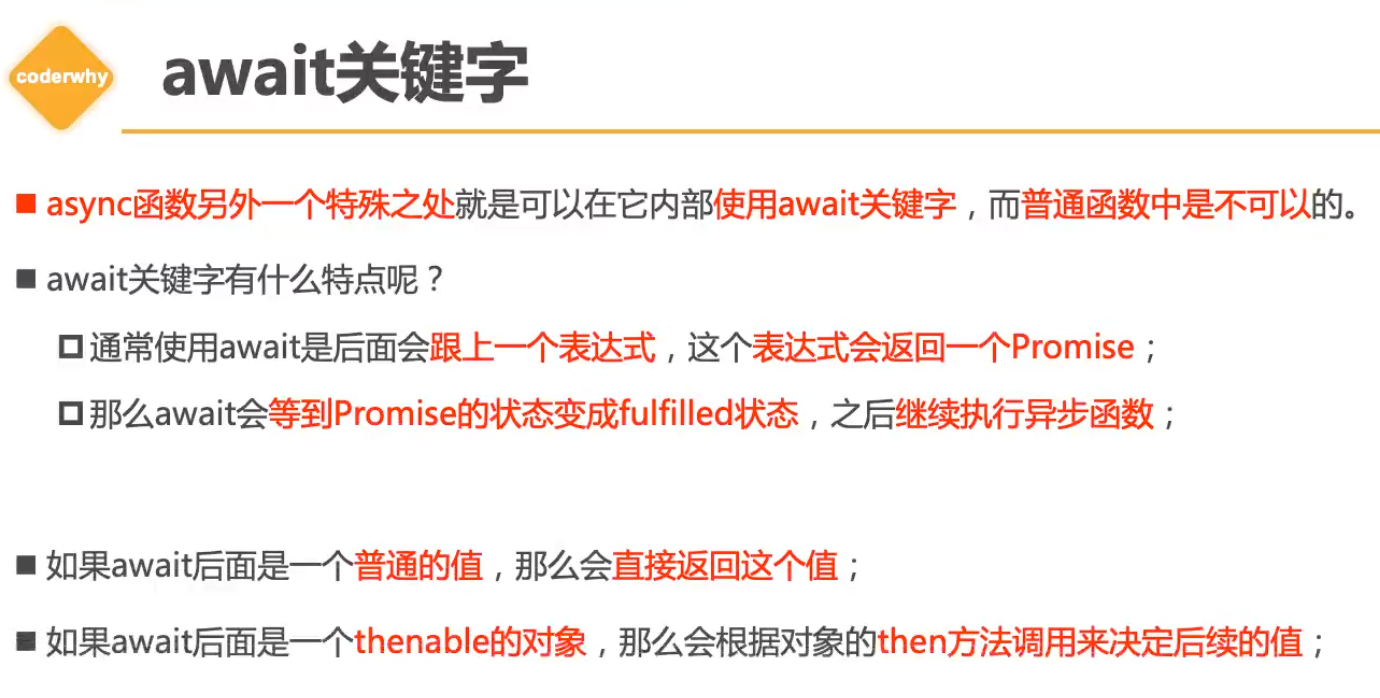 coderwhy
await关键字
async函数另外一个特殊之处就是可以在它内部使用await关键字，而普通函数中是不可以的。
await关键字有什么特点呢？
通常使用await是后面会跟上一个表达式，这个表达式会返回一个Promise；
那么await会等到Promise的状态变成fulfilled状态，之后继续执行异步函数；
如果await后面是一个普通的值，那么会直接返回这个值；
如果await后面是一个thenable的对象，那么会根据对象的then方法调用来决定后续的值；